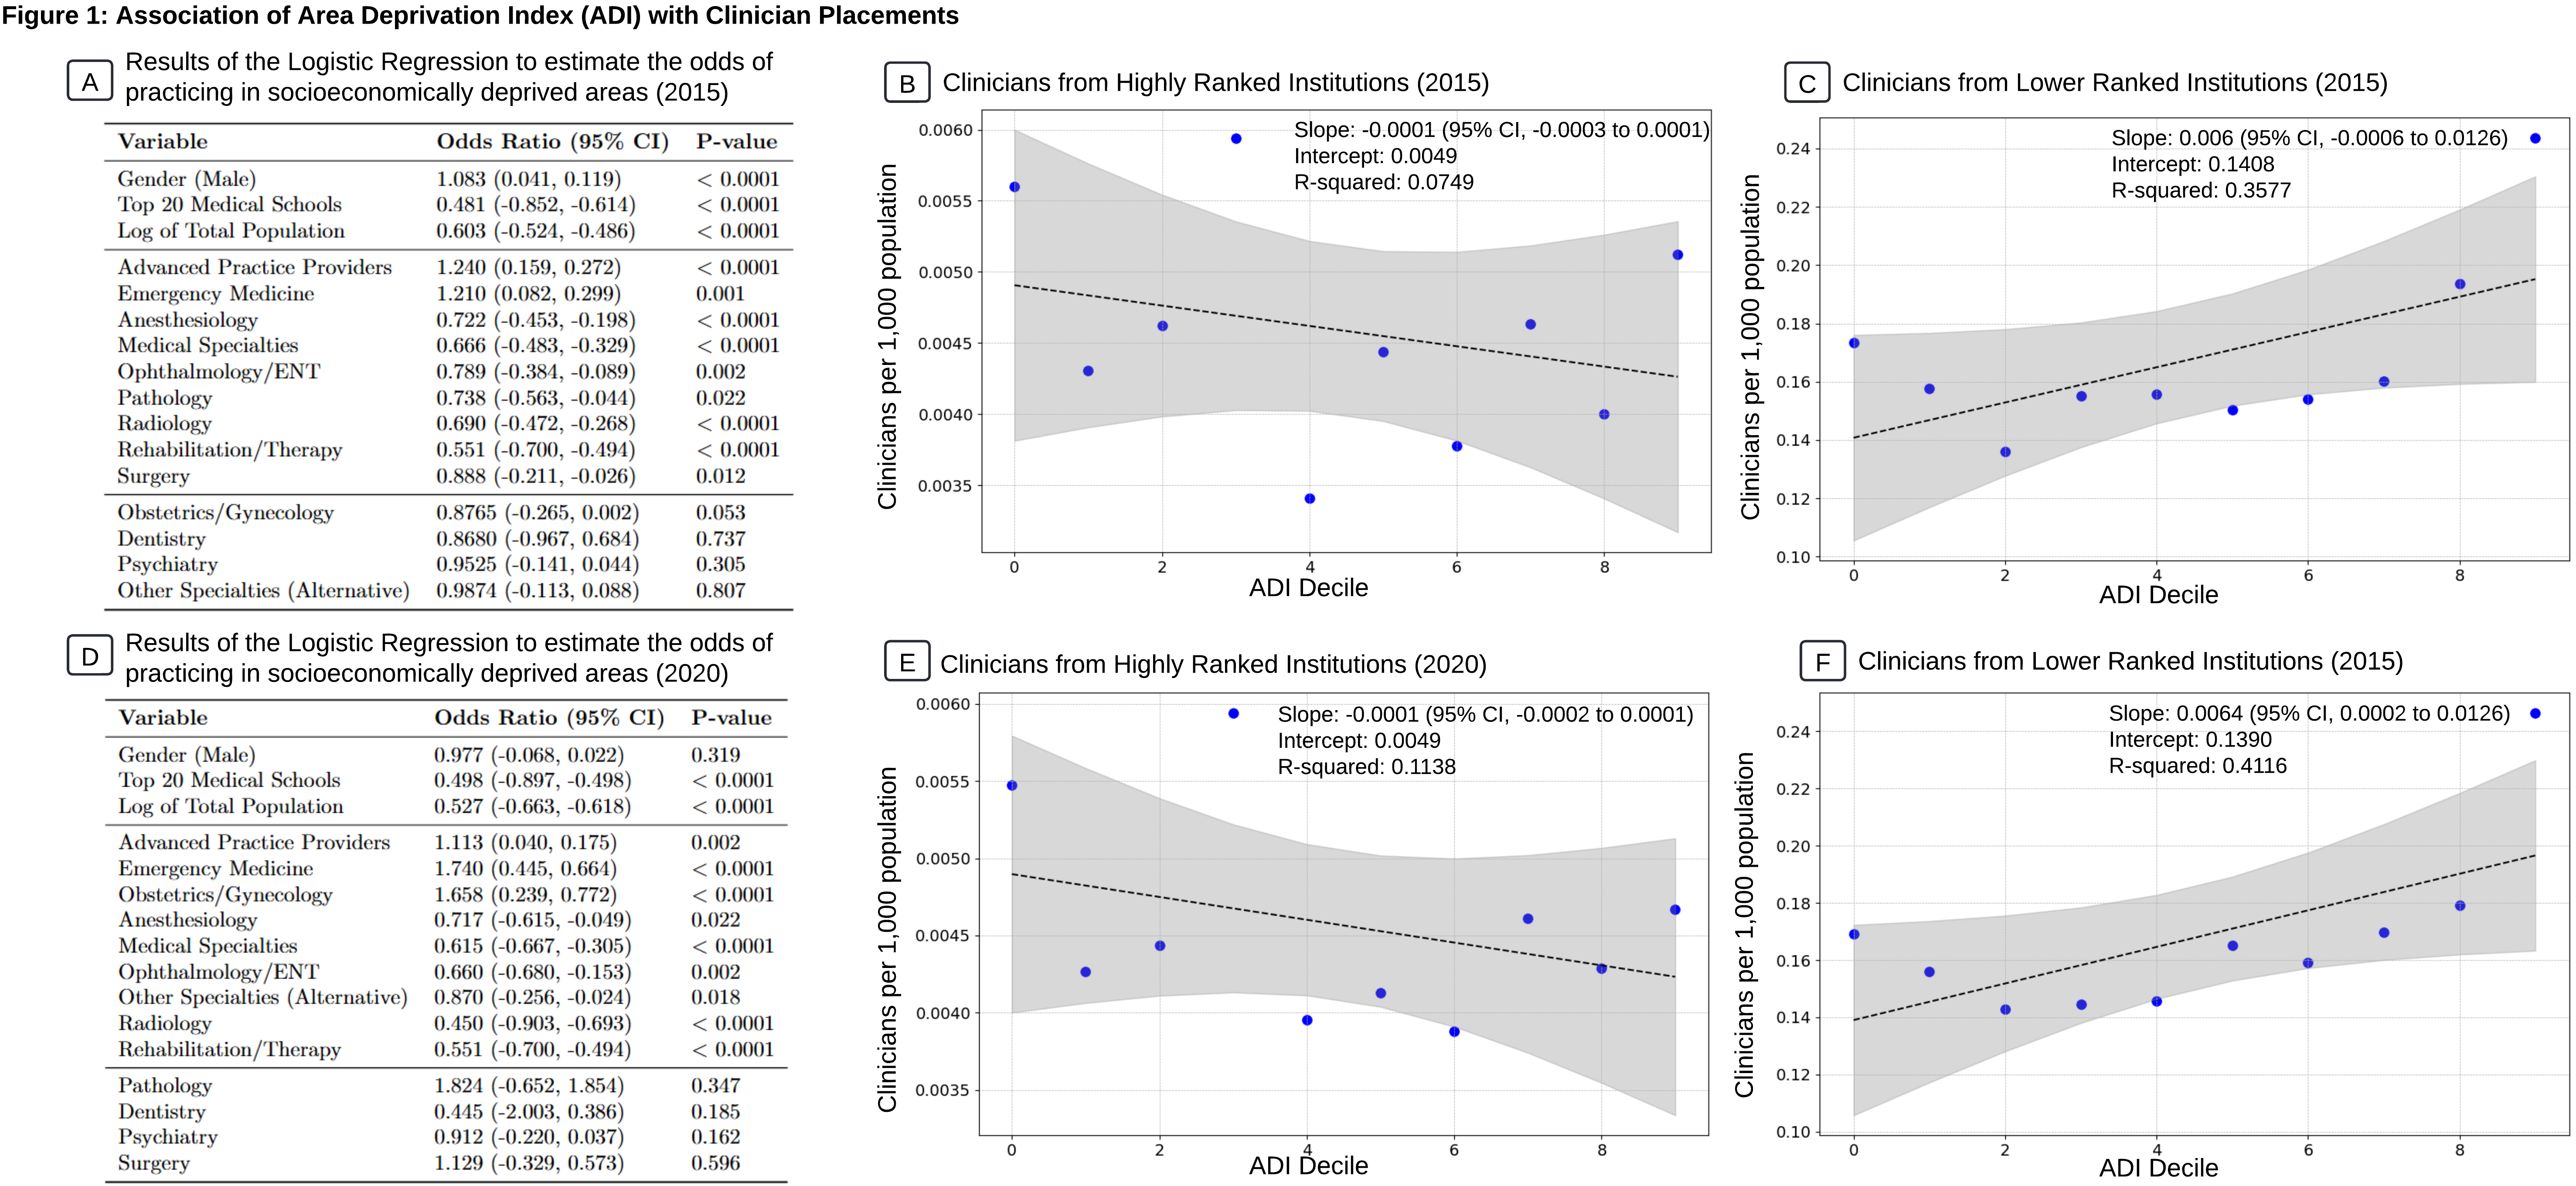 Figure 1: Association of Area Deprivation Index (ADI) with Clinician Placements
A
Results of the Logistic Regression to estimate the odds of
practicing in socioeconomically deprived areas (2015)
Variable Odds Ratio (95% CI) P-value
Gender (Male) 1.083 (0.041, 0.119) < 0.0001
Top 20 Medical Schools 0.481 (-0.852, -0.614) < 0.0001
Log of Total Population 0.603 (-0.524, -0.486) < 0.0001
Advanced Practice Providers 1.240 (0.159, 0.272) < 0.0001
Emergency Medicine 1.210 (0.082, 0.299) 0.001
Anesthesiology 0.722 (-0.453, -0.198) < 0.0001
Medical Specialties 0.666 (-0.483, -0.329) < 0.0001
Ophthalmology/ENT 0.789 (-0.384, -0.089) 0.002
Pathology 0.738 (-0.563, -0.044) 0.022
Radiology 0.690 (-0.472, -0.268) < 0.0001
Rehabilitation/Therapy 0.551 (-0.700, -0.494) < 0.0001
Surgery 0.888 (-0.211, -0.026) 0.012
Obstetrics/Gynecology 0.8765 (-0.265, 0.002) 0.053
Dentistry 0.8680 (-0.967, 0.684) 0.737
Psychiatry 0.9525 (-0.141, 0.044) 0.305
Other Specialties (Alternative) 0.9874 (-0.113, 0.088) 0.807
B
Clinicians from Highly Ranked Institutions (2015)
Slope: -0.0001 (95% CI, -0.0003 to 0.0001)
Intercept: 0.0049
R-squared: 0.0749
Clinicians per 1,000 population
0.0060
0.0055
0.0050
0.0045
0.0040
0.0035
0 2 4 6 8
ADI Decile
C
Clinicians from Lower Ranked Institutions (2015)
Slope: 0.006 (95% CI, -0.0006 to 0.0126)
Intercept: 0.1408
R-squared: 0.3577
Clinicians per 1,000 population
0.24
0.22
0.20
0.18
0.16
0.14
0.12
0.10
0 2 4 6 8
ADI Decile
D
Results of the Logistic Regression to estimate the odds of
practicing in socioeconomically deprived areas (2020)
Variable Odds Ratio (95% CI) P-value
Gender (Male) 0.977 (-0.068, 0.022) 0.319
Top 20 Medical Schools 0.498 (-0.897, -0.498) < 0.0001
Log of Total Population 0.527 (-0.663, -0.618) < 0.0001
Advanced Practice Providers 1.113 (0.040, 0.175) 0.002
Emergency Medicine 1.740 (0.445, 0.664) < 0.0001
Obstetrics/Gynecology 1.658 (0.239, 0.772) < 0.0001
Anesthesiology 0.717 (-0.615, -0.049) 0.022
Medical Specialties 0.615 (-0.667, -0.305) < 0.0001
Ophthalmology/ENT 0.660 (-0.680, -0.153) 0.002
Other Specialties (Alternative) 0.870 (-0.256, -0.024) 0.018
Radiology 0.450 (-0.903, -0.693) < 0.0001
Rehabilitation/Therapy 0.551 (-0.700, -0.494) < 0.0001
Pathology 1.824 (-0.652, 1.854) 0.347
Dentistry 0.445 (-2.003, 0.386) 0.185
Psychiatry 0.912 (-0.220, 0.037) 0.162
Surgery 1.129 (-0.329, 0.573) 0.596
E
Clinicians from Highly Ranked Institutions (2020)
Slope: -0.0001 (95% CI, -0.0002 to 0.0001)
Intercept: 0.0049
R-squared: 0.1138
Clinicians per 1,000 population
0.0060
0.0055
0.0050
0.0045
0.0040
0.0035
0 2 4 6 8
ADI Decile
F
Clinicians from Lower Ranked Institutions (2015)
Slope: 0.0064 (95% CI, 0.0002 to 0.0126)
Intercept: 0.1390
R-squared: 0.4116
Clinicians per 1,000 population
0.24
0.22
0.20
0.18
0.16
0.14
0.12
0.10
0 2 4 6 8
ADI Decile